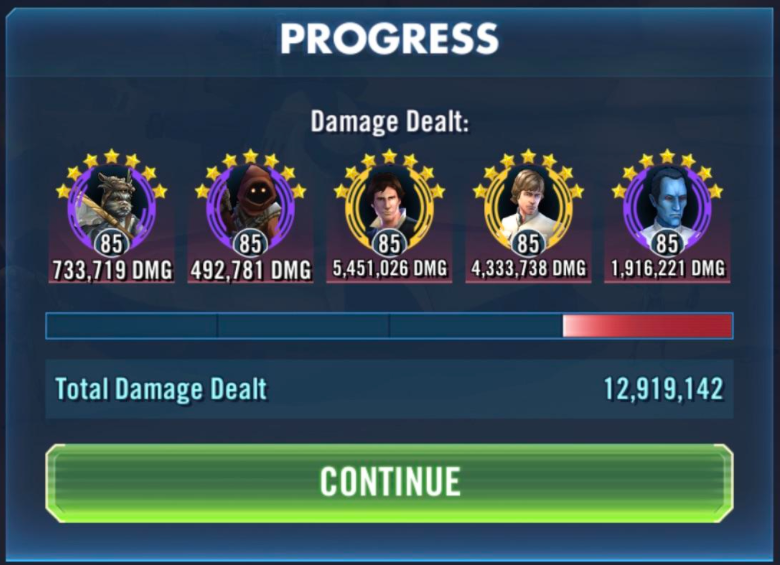 PROGRESS
Damage Dealt:
85 85 85 85 85
733,719 DMG 492,781 DMG 5,451,026 DMG 4,333,738 DMG 1,916,221 DMG
Total Damage Dealt 12,919,142
CONTINUE